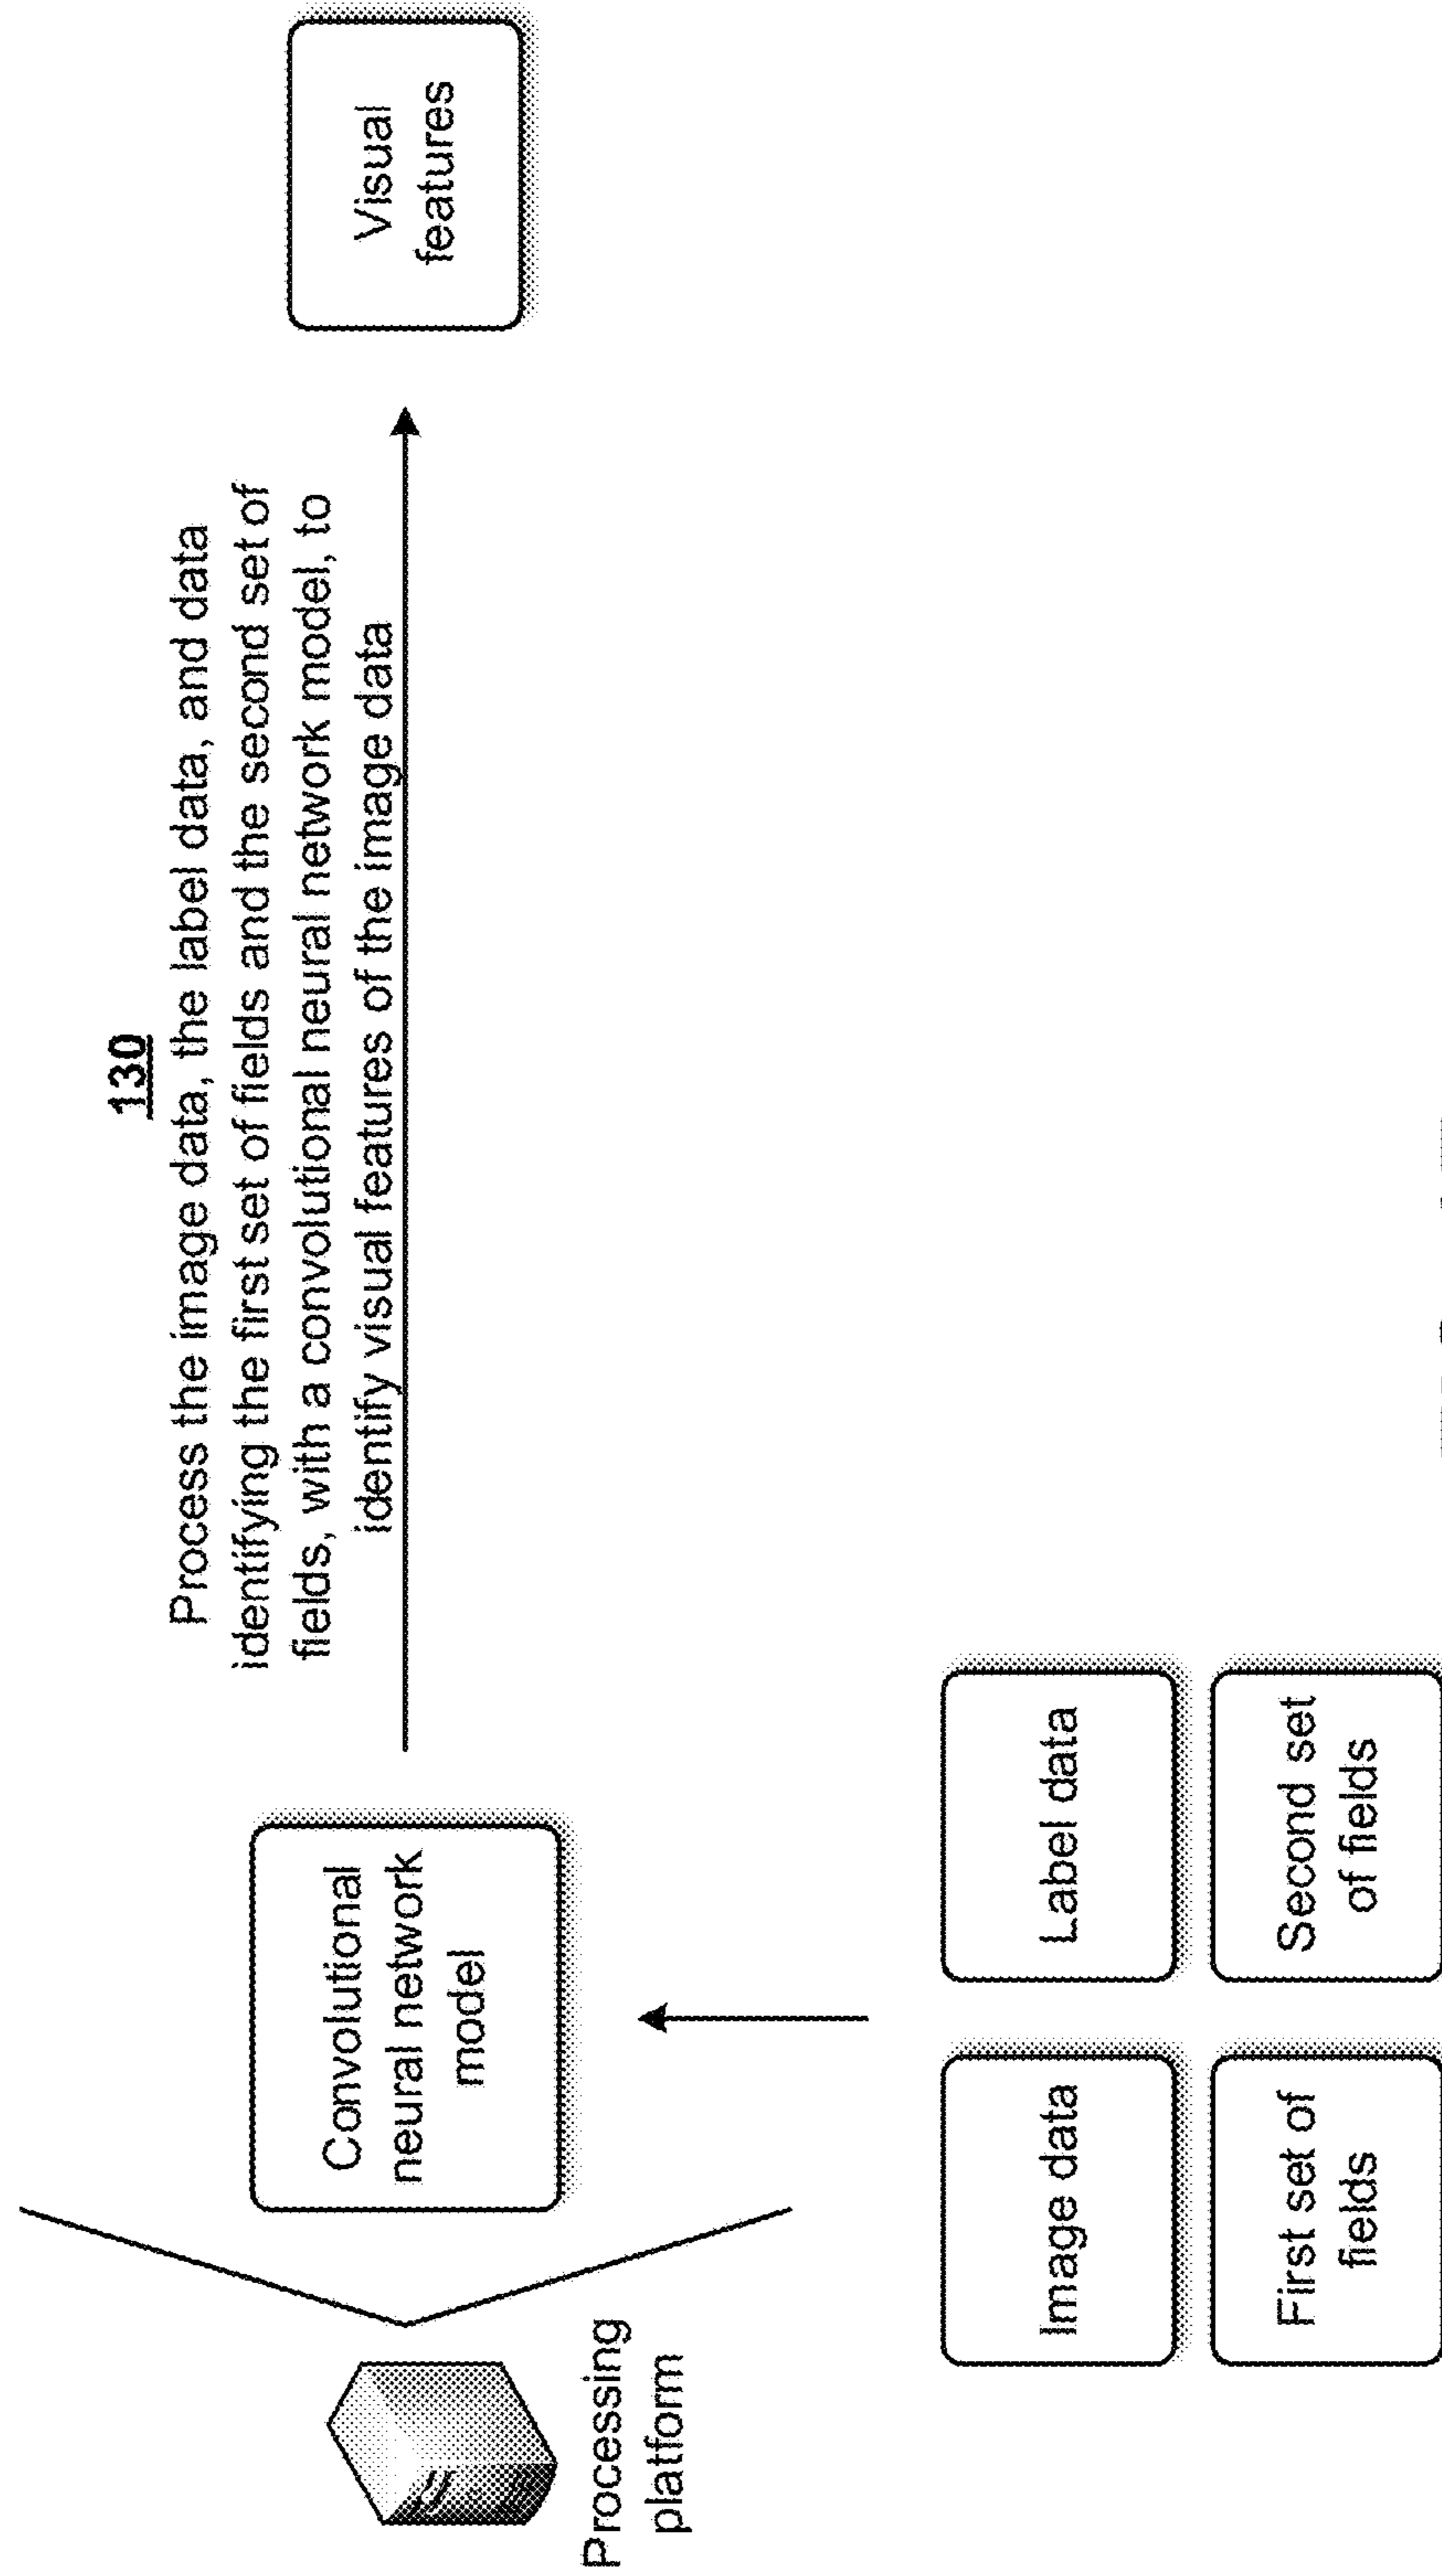 130
Process the image data, the label data, and data
identifying the first set of fields and the second set of
fields, with a convolutional neural network model, to
identify visual features of the image data
Visual
features
Convolutional
neural network
model
Processing
platform
Image data
Label data
First set of
fields
Second set
of fields